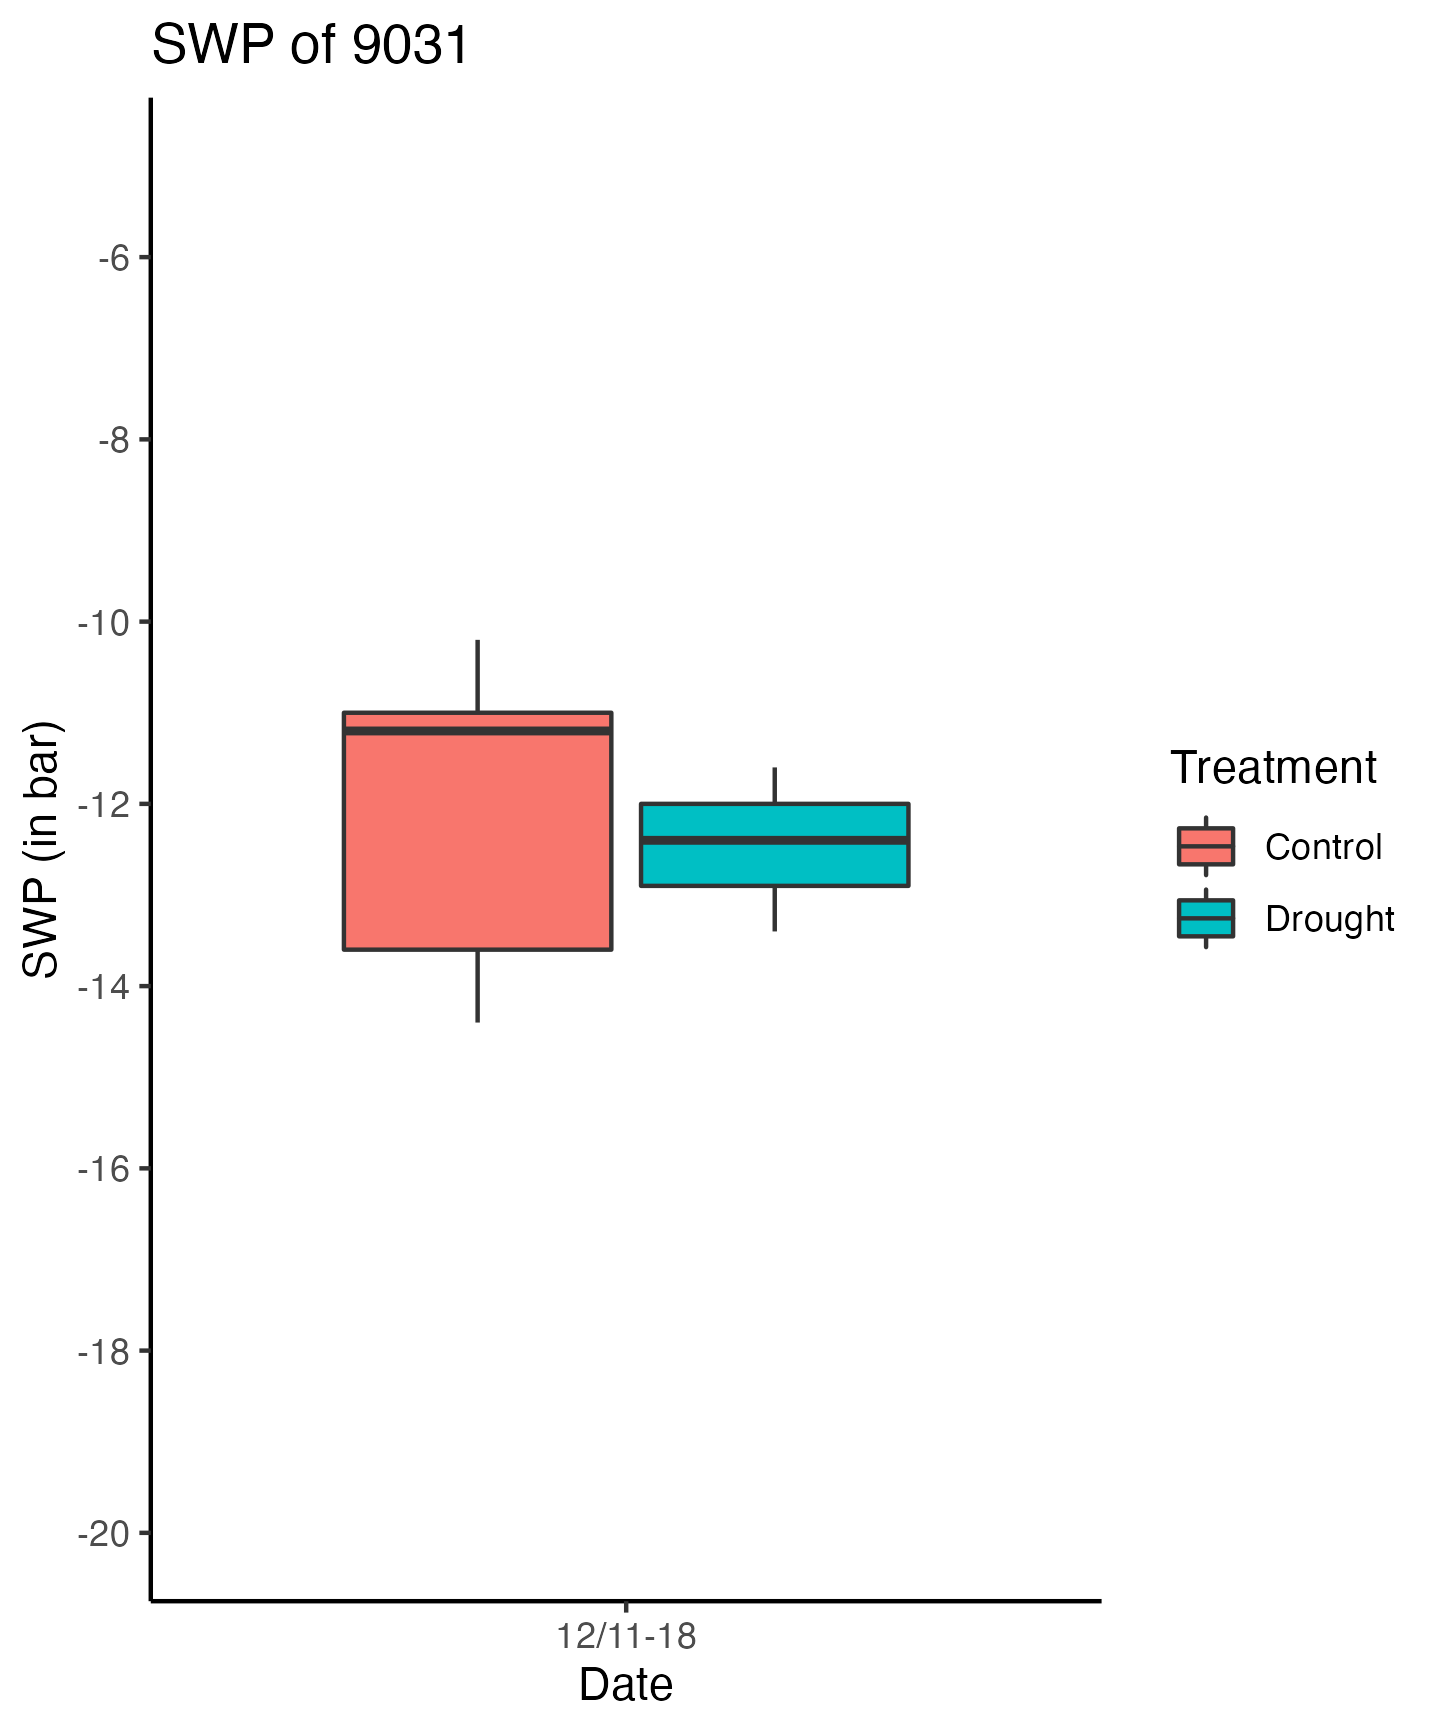 SWP of 9031
-6
-8
-10
-12
-14
-16
-18
-20
SWP (in bar)
12/11-18
Date
Treatment
Control
Drought